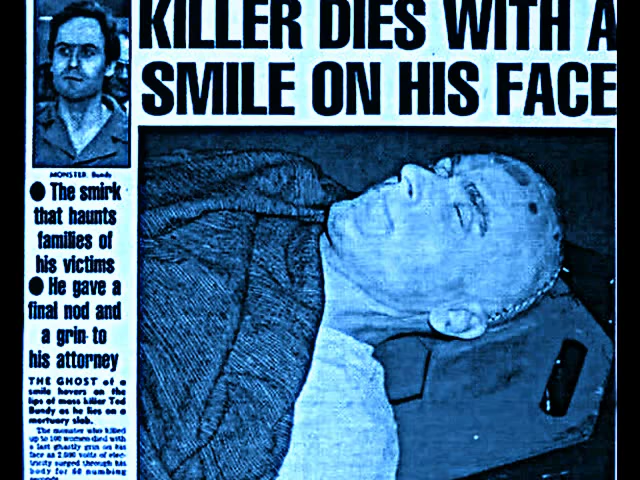 KILLER DIES WITH A
SMILE ON HIS FACE
MONSTER: Bundy
● The smirk
that haunts
families of
his victims
● He gave a
final nod and
a grin to
his attorney
THE GHOST of a
smile hovers on the
lips of mass killer Ted
Bundy as he lies on a
mortuary slab.
The monster who killed
up to 100 women died with
a last ghastly grin on his
face as 2,000 volts of elec-
tricity surged through his
body for 60 numbing
seconds